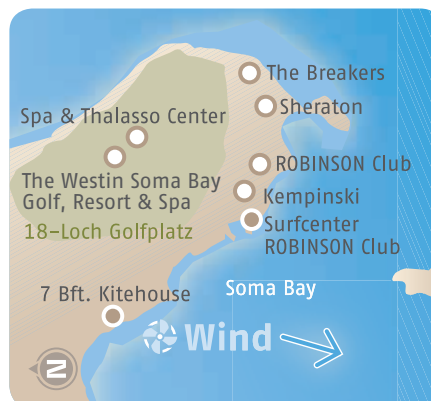 The Breakers
Sheraton
Spa & Thalasso Center
ROBINSON Club
The Westin Soma Bay
Golf, Resort & Spa
Kempinski
18-Loch Golfplatz
Surfcenter
ROBINSON Club
Soma Bay
7 Bft. Kitehouse
Wind
N